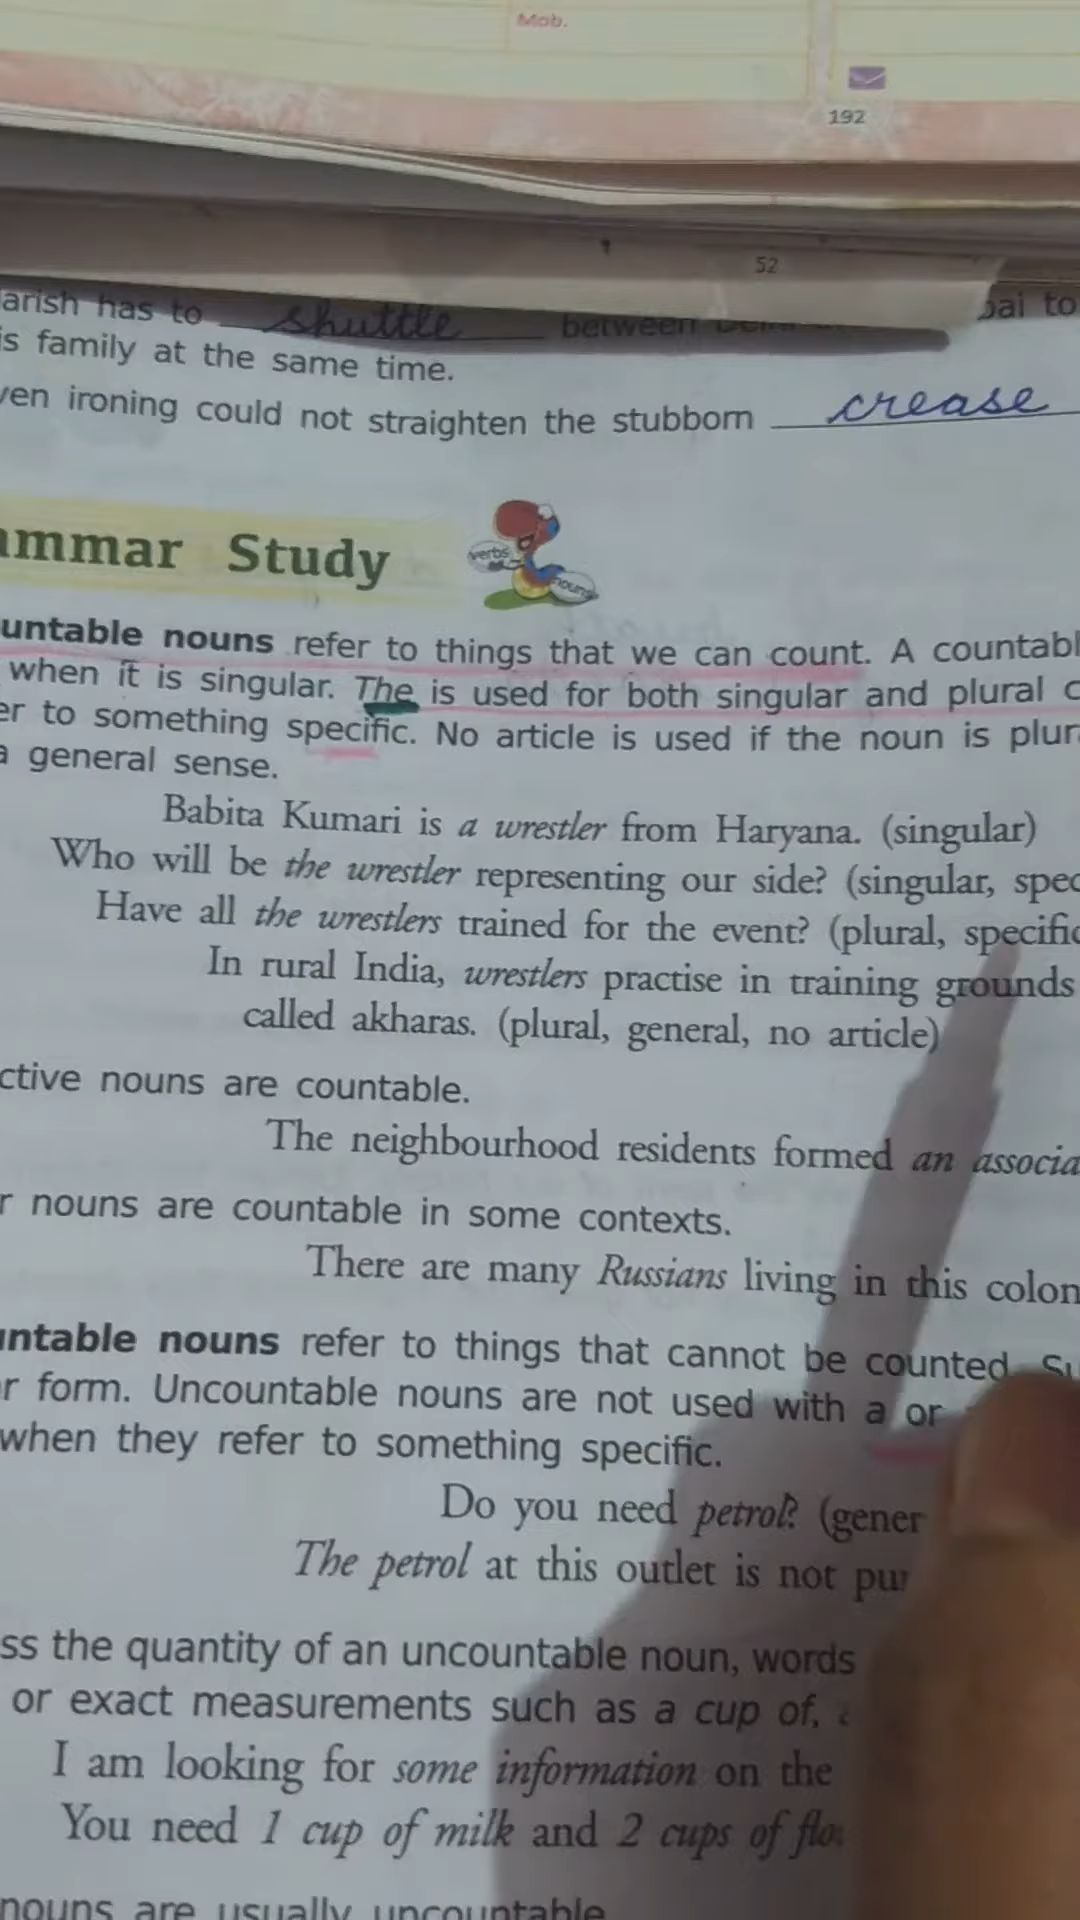 Mob.
192
52
arish has to shuttle between
is family at the same time.
ven ironing could not straighten the stubborn crease
ammar Study
verbs
nouns
untable nouns refer to things that we can count. A countabl
when it is singular. The is used for both singular and plural c
er to something specific. No article is used if the noun is plur
a general sense.
Babita Kumari is a wrestler from Haryana. (singular)
Who will be the wrestler representing our side? (singular, spec
Have all the wrestlers trained for the event? (plural, specific
In rural India, wrestlers practise in training grounds
called akharas. (plural, general, no article)
ctive nouns are countable.
The neighbourhood residents formed an associa
r nouns are countable in some contexts.
There are many Russians living in this colon
untable nouns refer to things that cannot be counted. Su
r form. Uncountable nouns are not used with a or
when they refer to something specific.
Do you need petrol? (gener
The petrol at this outlet is not pur
ss the quantity of an uncountable noun, words
or exact measurements such as a cup of,
I am looking for some information on the
You need 1 cup of milk and 2 cups of flo
nouns are usually uncountable